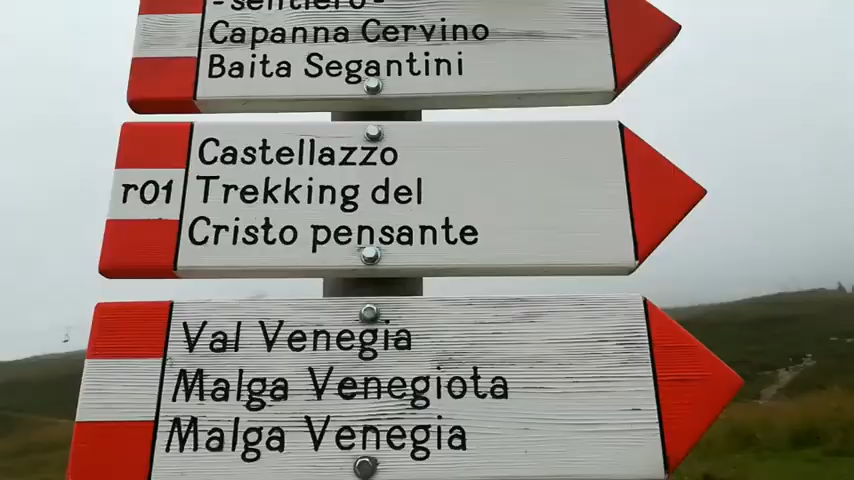 -sentiero-
Capanna Cervino
Baita Segantini
r01
Castellazzo
Trekking del
Cristo pensante
Val Venegia
Malga Venegiota
Malga Venegia